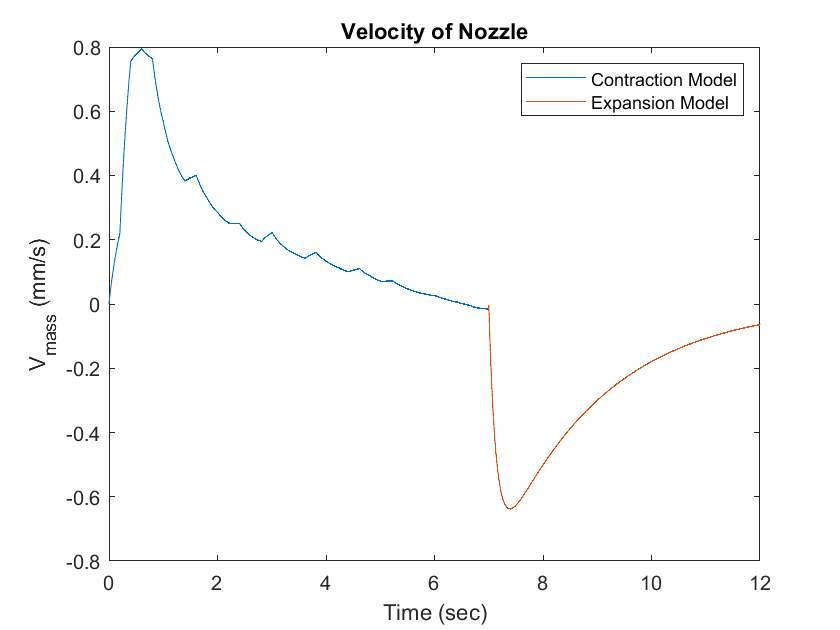 Velocity of Nozzle
Contraction Model
Expansion Model
0.8
0.6
0.4
0.2
0
-0.2
-0.4
-0.6
-0.8
V_mass (mm/s)
0 2 4 6 8 10 12
Time (sec)